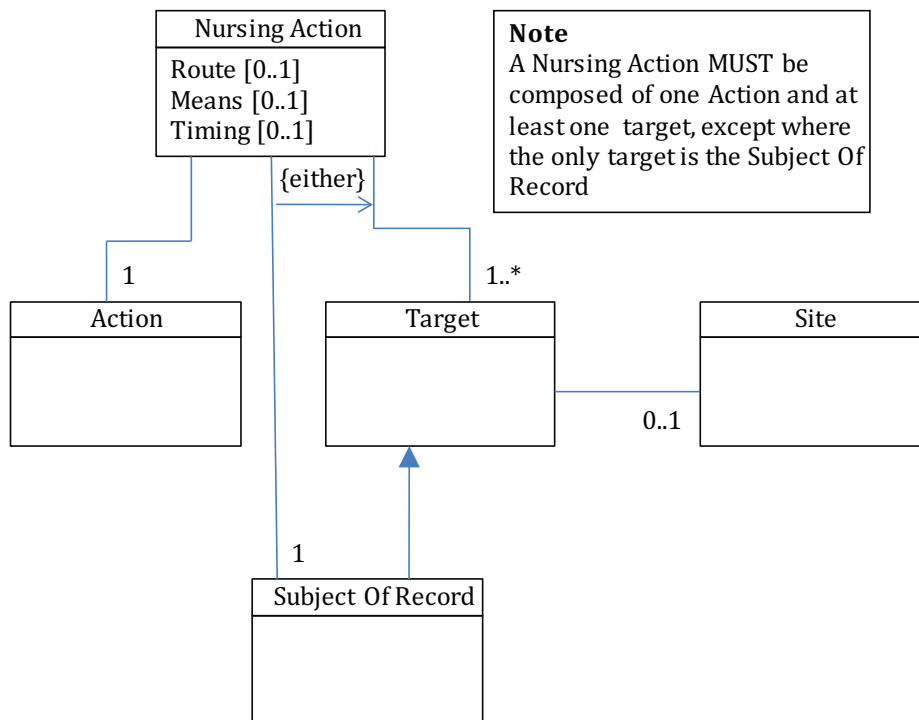 Nursing Action
Route [0..1]
Means [0..1]
Timing [0..1]
Note
A Nursing Action MUST be
composed of one Action and at
least one target, except where
the only target is the Subject Of
Record
{either}
1
1..*
Action
Target
Site
0..1
1
Subject Of Record